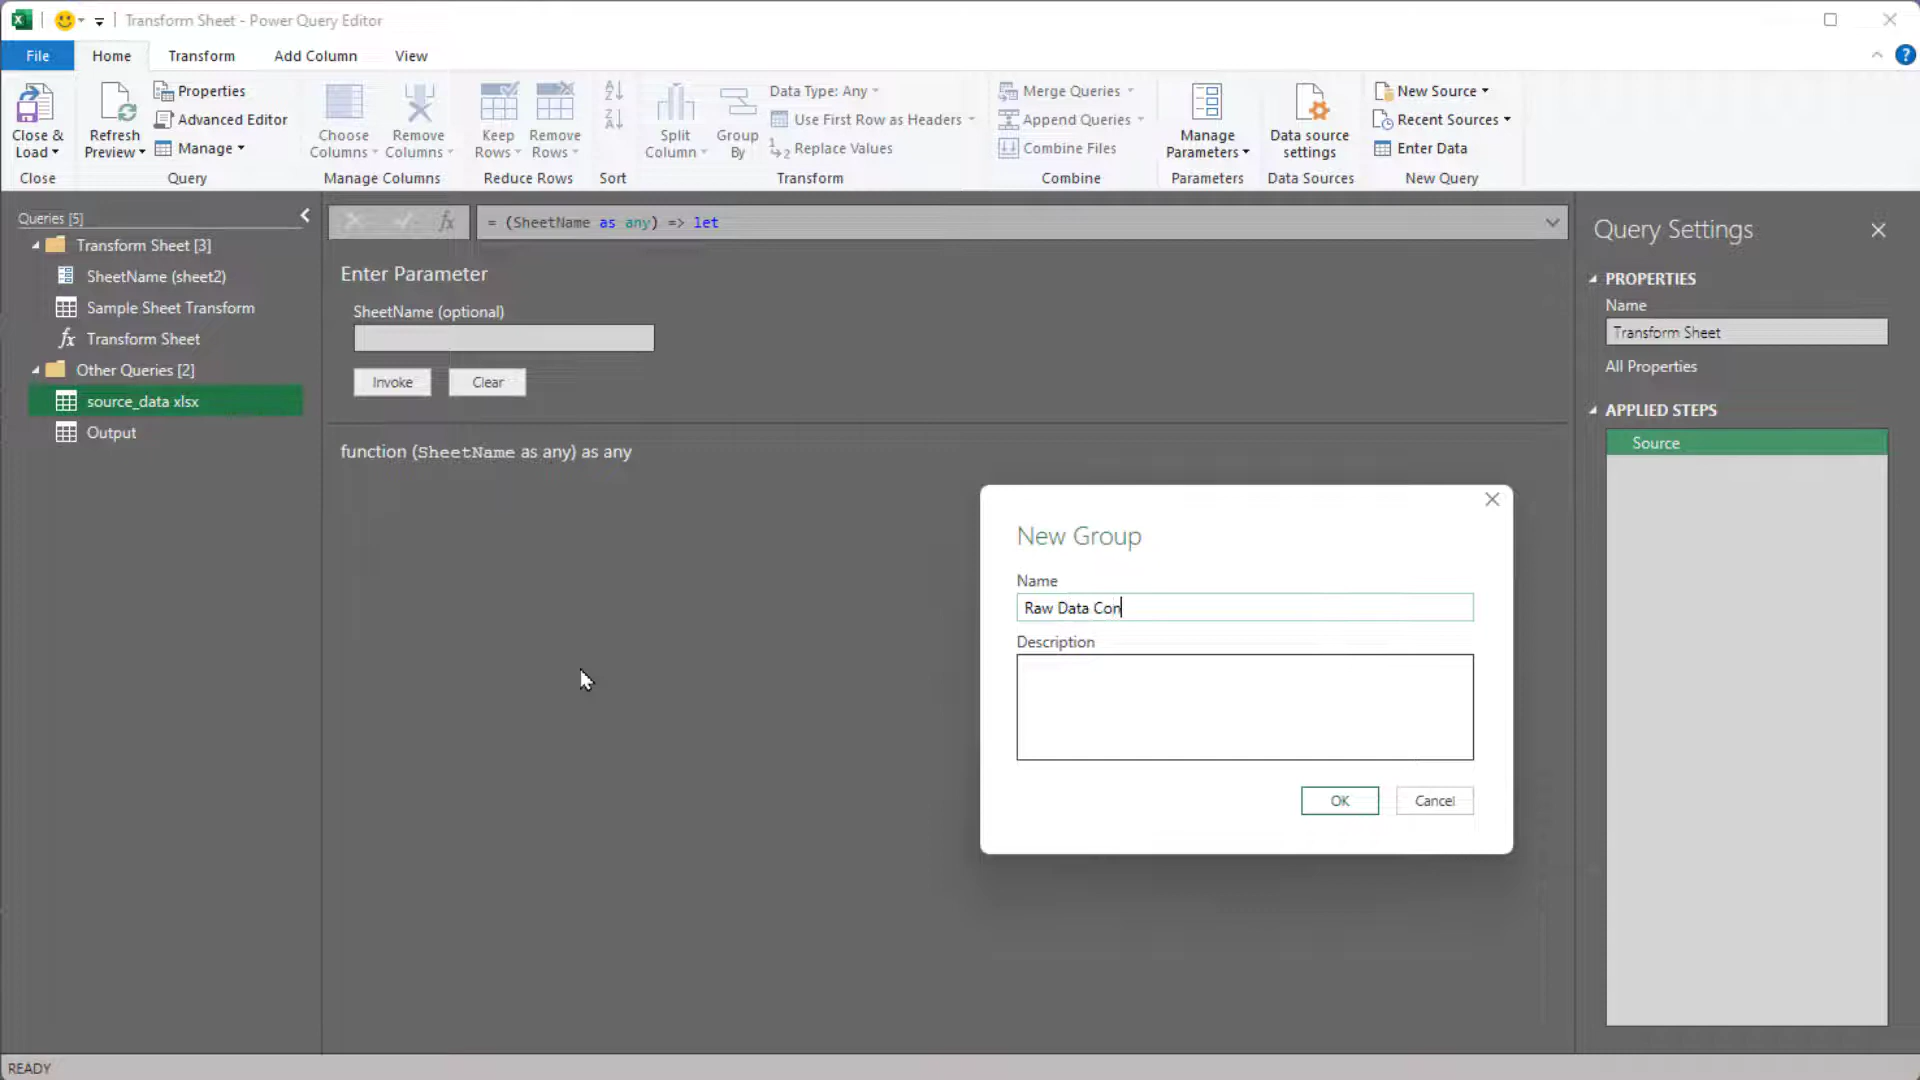 Transform Sheet - Power Query Editor
File
Home
Transform
Add Column
View
Close & Load
Close
Refresh Preview
Properties
Advanced Editor
Manage
Query
Choose Columns
Remove Columns
Manage Columns
Keep Rows
Remove Rows
Reduce Rows
A Z
Z A
Sort
Split Column
Group By
Data Type: Any
Use First Row as Headers
1 2 Replace Values
Transform
Merge Queries
Append Queries
Combine Files
Combine
Manage Parameters
Parameters
Data source settings
Data Sources
New Source
Recent Sources
Enter Data
New Query
Queries [5]
Transform Sheet [3]
SheetName (sheet2)
Sample Sheet Transform
fx Transform Sheet
Other Queries [2]
source_data xlsx
Output
fx
= (SheetName as any) => let
Enter Parameter
SheetName (optional)
Invoke
Clear
function (SheetName as any) as any
New Group
Name
Raw Data Con
Description
OK
Cancel
Query Settings
PROPERTIES
Name
Transform Sheet
All Properties
APPLIED STEPS
Source
READY